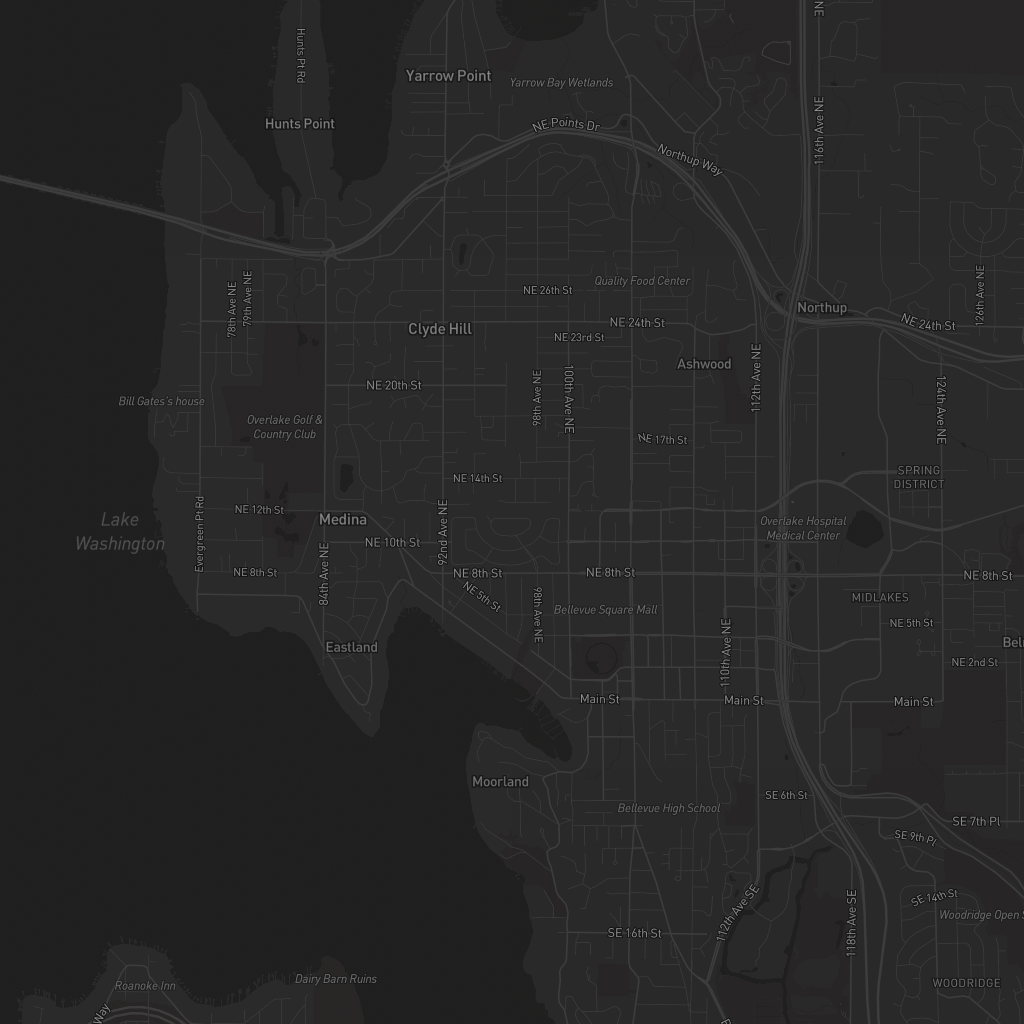 NE
Hunts Pt Rd
Yarrow Point
Yarrow Bay Wetlands
Hunts Point
NE Points Dr
116th Ave NE
Northup Way
78th Ave NE
79th Ave NE
NE 26th St
Quality Food Center
126th Ave NE
Northup
Clyde Hill
NE 24th St
NE 24th St
NE 23rd St
Ashwood
112th Ave NE
NE 20th St
98th Ave NE
100th Ave NE
124th Ave NE
Bill Gates's house
Overlake Golf &
Country Club
NE 17th St
NE 14th St
SPRING
DISTRICT
NE 12th St
Medina
Lake
Washington
Evergreen Pt Rd
92nd Ave NE
Overlake Hospital
Medical Center
NE 10th St
84th Ave NE
NE 8th St
NE 8th St
NE 8th St
NE 8th St
NE 5th St
98th Ave NE
Bellevue Square Mall
MIDLAKES
NE 5th St
Eastland
110th Ave NE
Bel
NE 2nd St
Main St
Main St
Main St
Moorland
SE 6th St
Bellevue High School
SE 7th Pl
SE 9th Pl
112th Ave SE
118th Ave SE
SE 14th St
Woodridge Open S
SE 16th St
Roanoke Inn
Dairy Barn Ruins
WOODRIDGE
Way